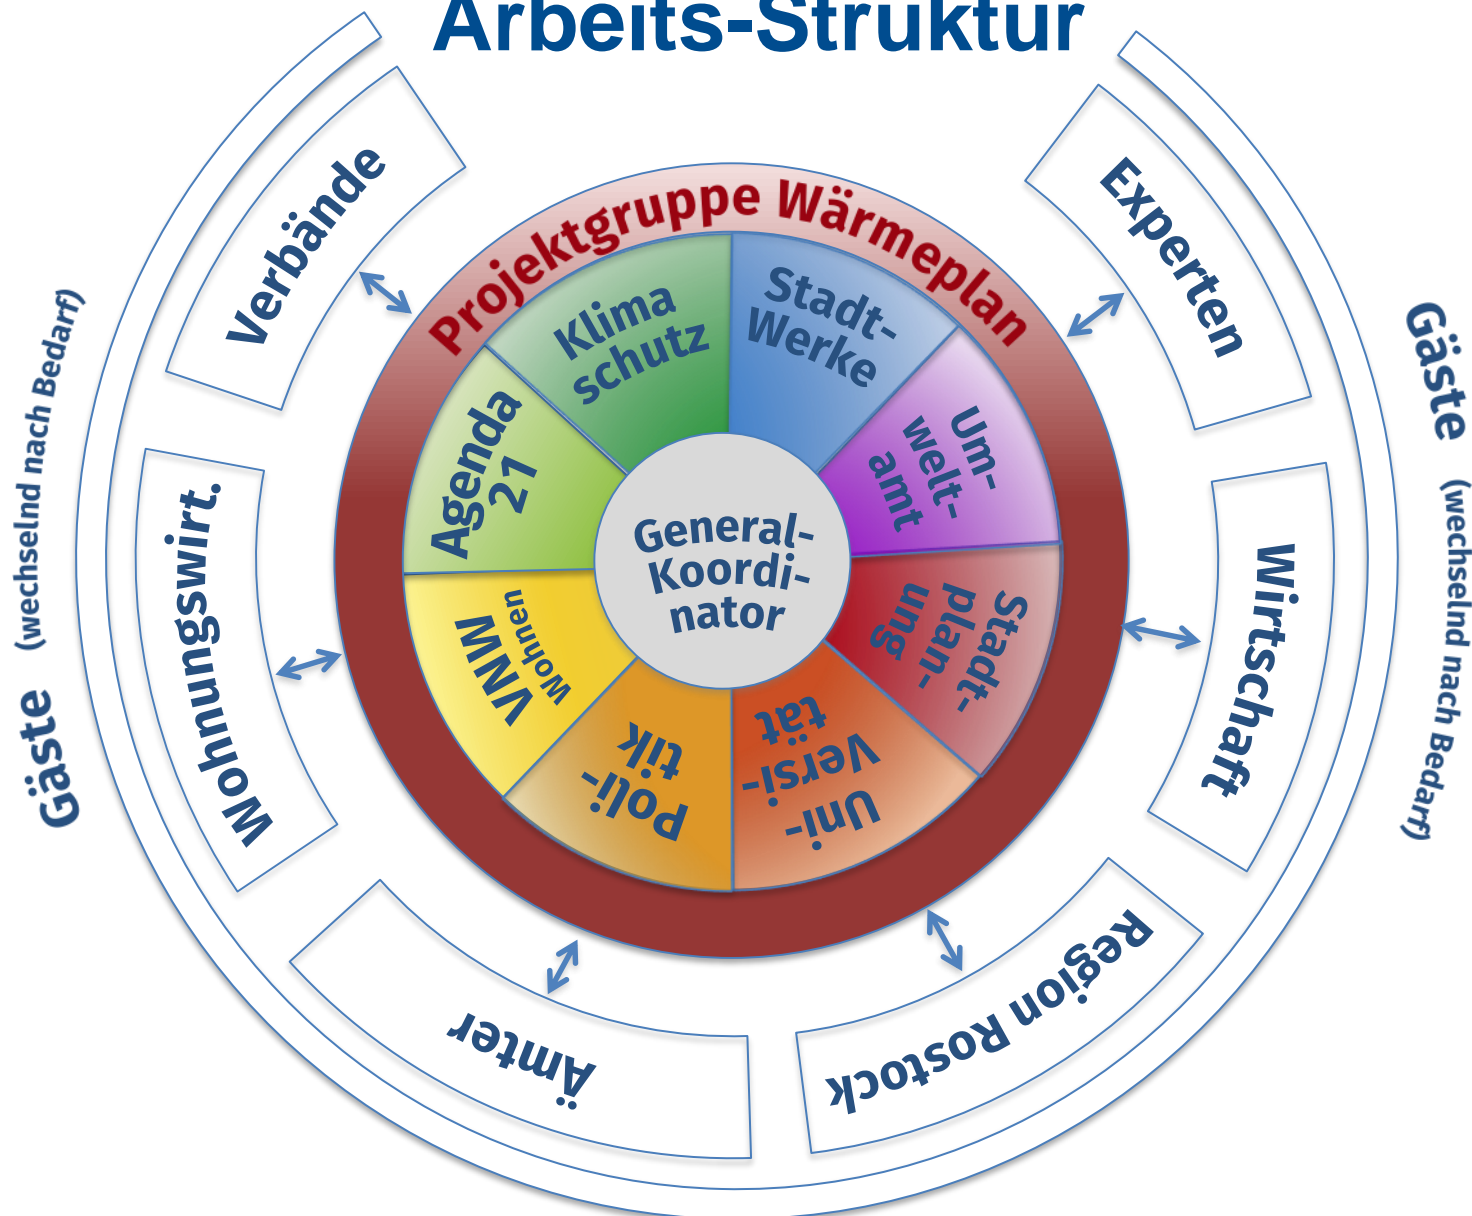 Arbeits-Struktur
Projektgruppe Wärmeplan
Klima
schutz
Stadt-
Werke
Um-
welt-
amt
Stadt-
plan-
ung
Uni-
Versi-
tät
Poli-
tik
VNW
Wohnen
Agenda
21
General-
Koordi-
nator
Verbände
Experten
Wirtschaft
Region Rostock
Ämter
Wohnungswirt.
Gäste (wechselnd nach Bedarf)
Gäste (wechselnd nach Bedarf)